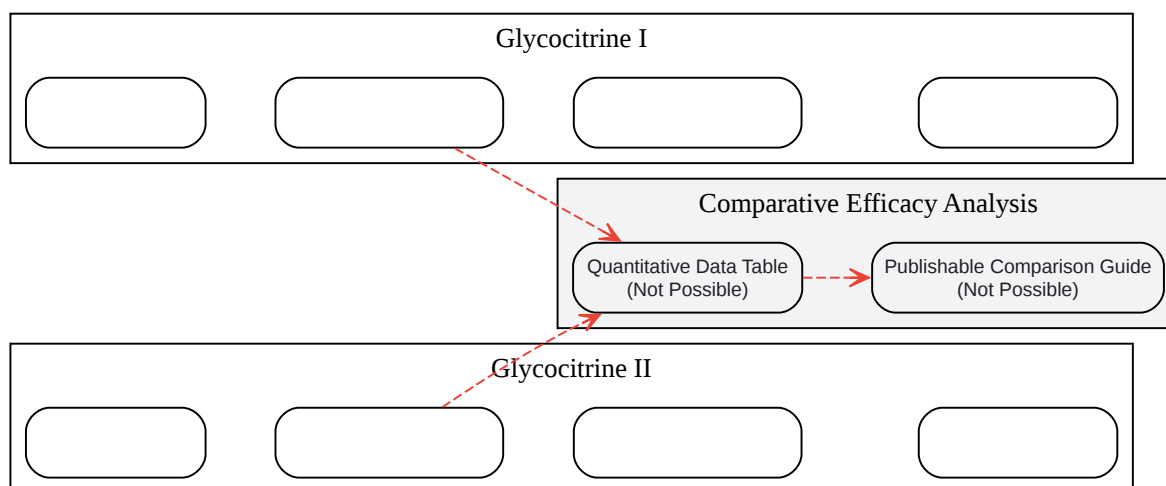 Glycocitrine I
Comparative Efficacy Analysis
Quantitative Data Table
(Not Possible)
Publishable Comparison Guide
(Not Possible)
Glycocitrine II